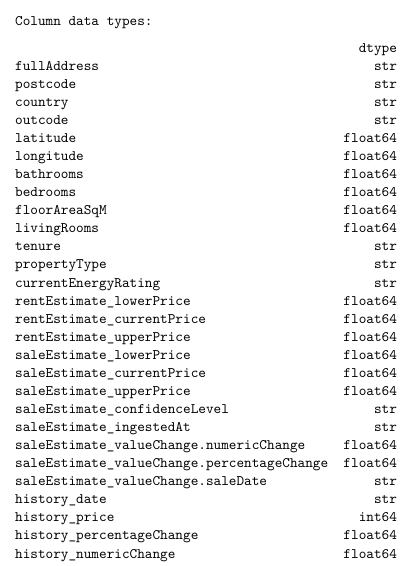 Column data types:
dtype
fullAddress str
postcode str
country str
outcode str
latitude float64
longitude float64
bathrooms float64
bedrooms float64
floorAreaSqM float64
livingRooms float64
tenure str
propertyType str
currentEnergyRating str
rentEstimate_lowerPrice float64
rentEstimate_currentPrice float64
rentEstimate_upperPrice float64
saleEstimate_lowerPrice float64
saleEstimate_currentPrice float64
saleEstimate_upperPrice float64
saleEstimate_confidenceLevel str
saleEstimate_ingestedAt str
saleEstimate_valueChange.numericChange float64
saleEstimate_valueChange.percentageChange float64
saleEstimate_valueChange.saleDate str
history_date str
history_price int64
history_percentageChange float64
history_numericChange float64